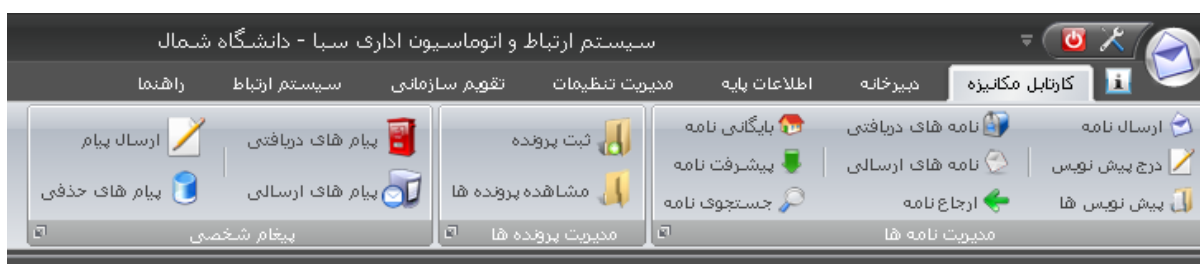 سیستم ارتباط و اتوماسیون اداری سبا - دانشگاه شمال
کارتابل مکانیزه دبیرخانه اطلاعات پایه مدیریت تنظیمات تقویم سازمانی سیستم ارتباط راهنما
ارسال نامه نامه های دریافتی بایگانی نامه
درج پیش نویس نامه های ارسالی پیشرفت نامه
پیش نویس ها ارجاع نامه جستجوی نامه
مدیریت نامه ها
ثبت پرونده
مشاهده پرونده ها
مدیریت پرونده ها
پیام های دریافتی ارسال پیام
پیام های ارسالی پیام های حذفی
پیغام شخصی